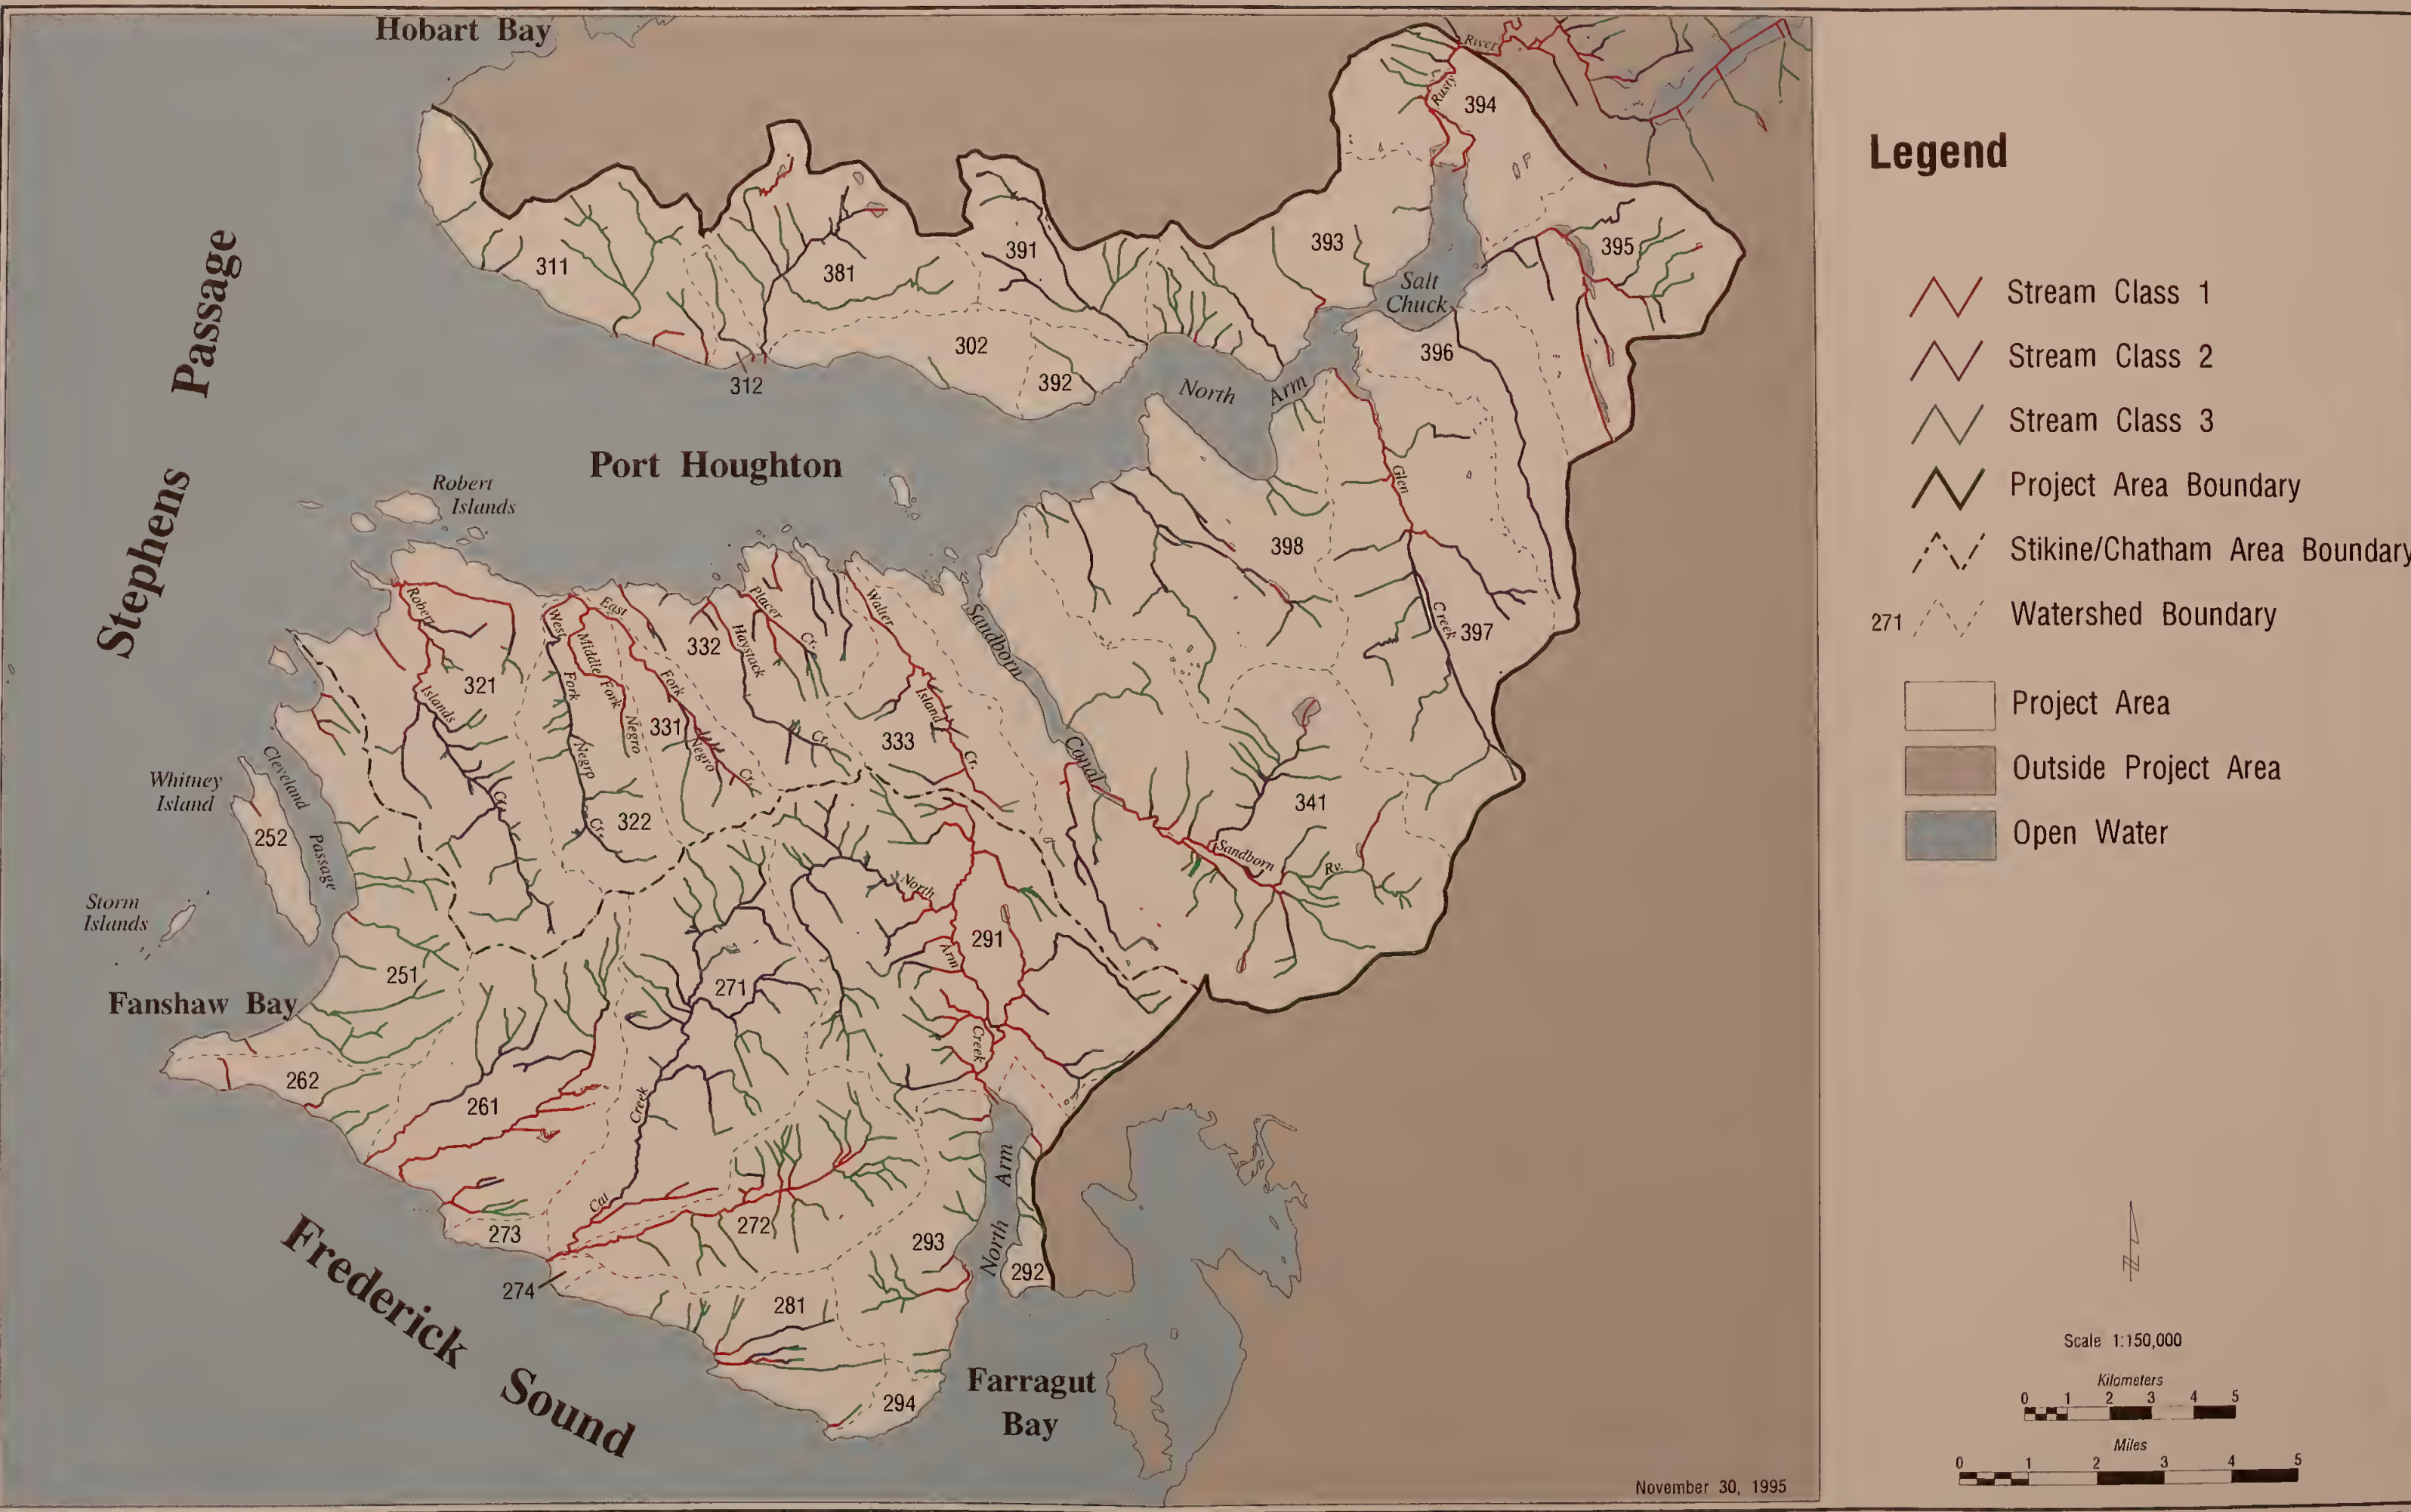 Hobart Bay
River
Rusty
394
311
381
391
393
395
Salt
Chuck
302
396
312
392
North Arm
Stephens Passage
Port Houghton
Robert
Islands
Glen
398
Robert
West
East
332
Placer
Cr.
Walter
Sandborn
Creek
397
Middle
Haystack
321
Fork
Fork
Fork
Islands
Island
Negro
331
Negro
Negro
Cr.
333
Cr.
Canal
Cleveland
Whitney
Island
Cr.
Cr.
341
252
Passage
322
Cr.
Sandborn
Rv.
North
Storm
Islands
291
Arm
251
271
Fanshaw Bay
Creek
262
261
Creek
North Arm
Cat
272
273
293
292
274
281
Frederick Sound
Farragut
Bay
294
November 30, 1995
Legend
Stream Class 1
Stream Class 2
Stream Class 3
Project Area Boundary
Stikine/Chatham Area Boundary
271 Watershed Boundary
Project Area
Outside Project Area
Open Water
N
Scale 1:150,000
Kilometers
0 1 2 3 4 5
Miles
0 1 2 3 4 5